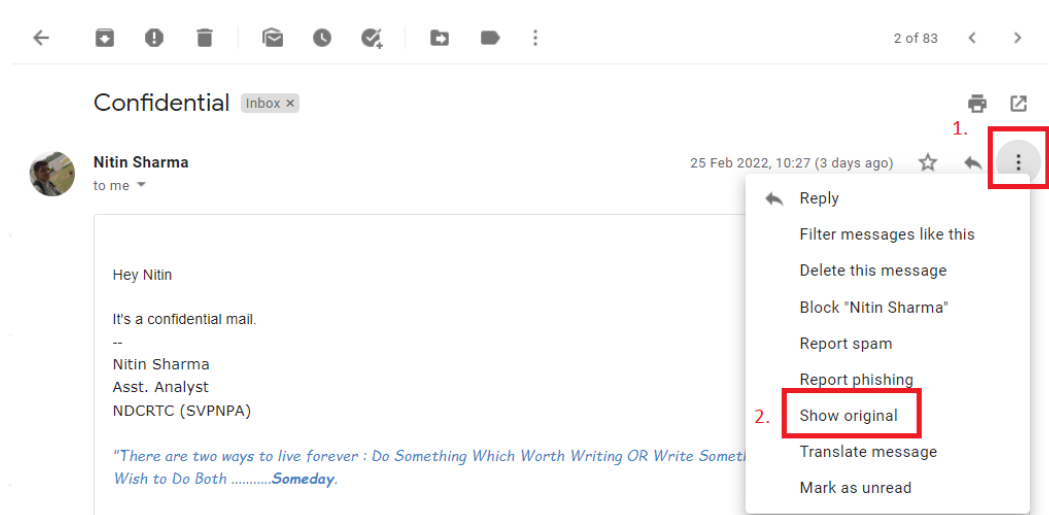 2 of 83
Confidential Inbox ×
1.
Nitin Sharma 25 Feb 2022, 10:27 (3 days ago)
to me
Reply
Filter messages like this
Hey Nitin
Delete this message
Block "Nitin Sharma"
It's a confidential mail.
--
Report spam
Nitin Sharma
Asst. Analyst
Report phishing
NDCRTC (SVPNPA)
2. Show original
"There are two ways to live forever : Do Something Which Worth Writing OR Write
Translate message
Wish to Do Both ...........Someday.
Mark as unread